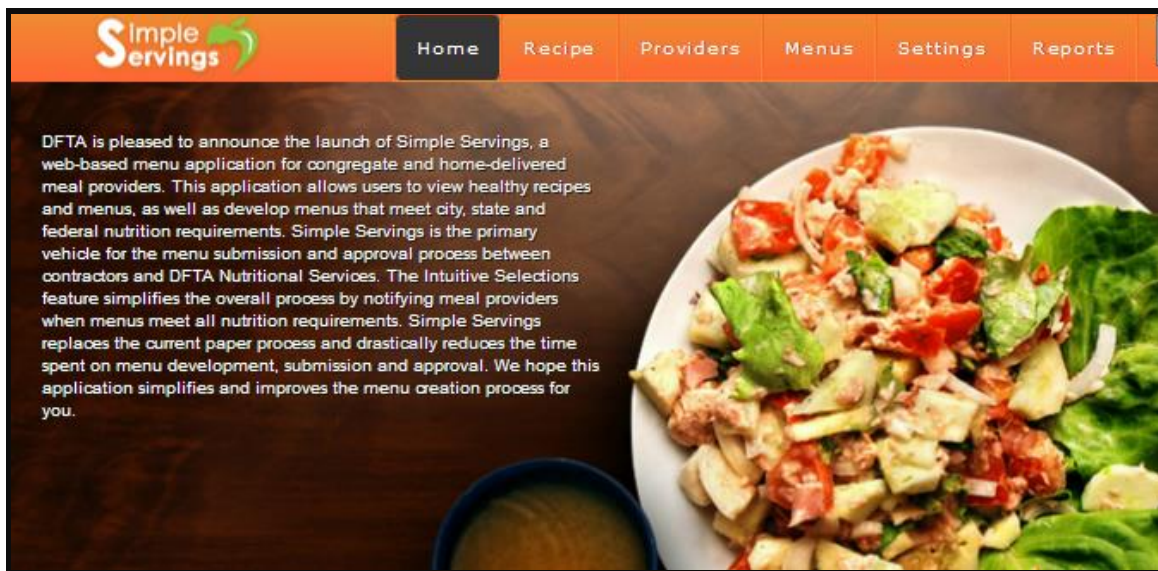 Simple
Servings
Home Recipe Providers Menus Settings Reports
DFTA is pleased to announce the launch of Simple Servings, a
web-based menu application for congregate and home-delivered
meal providers. This application allows users to view healthy recipes
and menus, as well as develop menus that meet city, state and
federal nutrition requirements. Simple Servings is the primary
vehicle for the menu submission and approval process between
contractors and DFTA Nutritional Services. The Intuitive Selections
feature simplifies the overall process by notifying meal providers
when menus meet all nutrition requirements. Simple Servings
replaces the current paper process and drastically reduces the time
spent on menu development, submission and approval. We hope this
application simplifies and improves the menu creation process for
you.